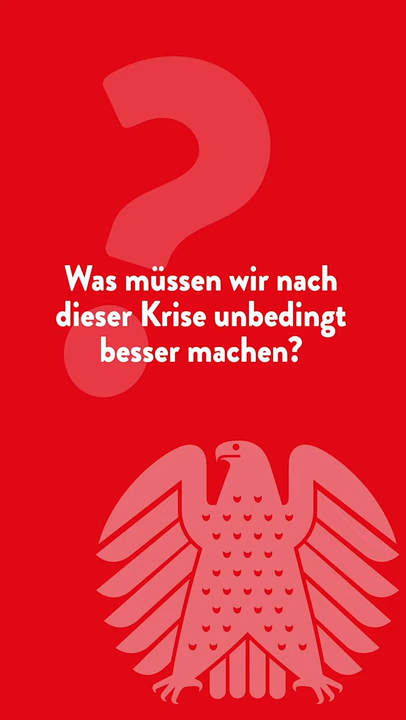 Was müssen wir nach
dieser Krise unbedingt
besser machen?